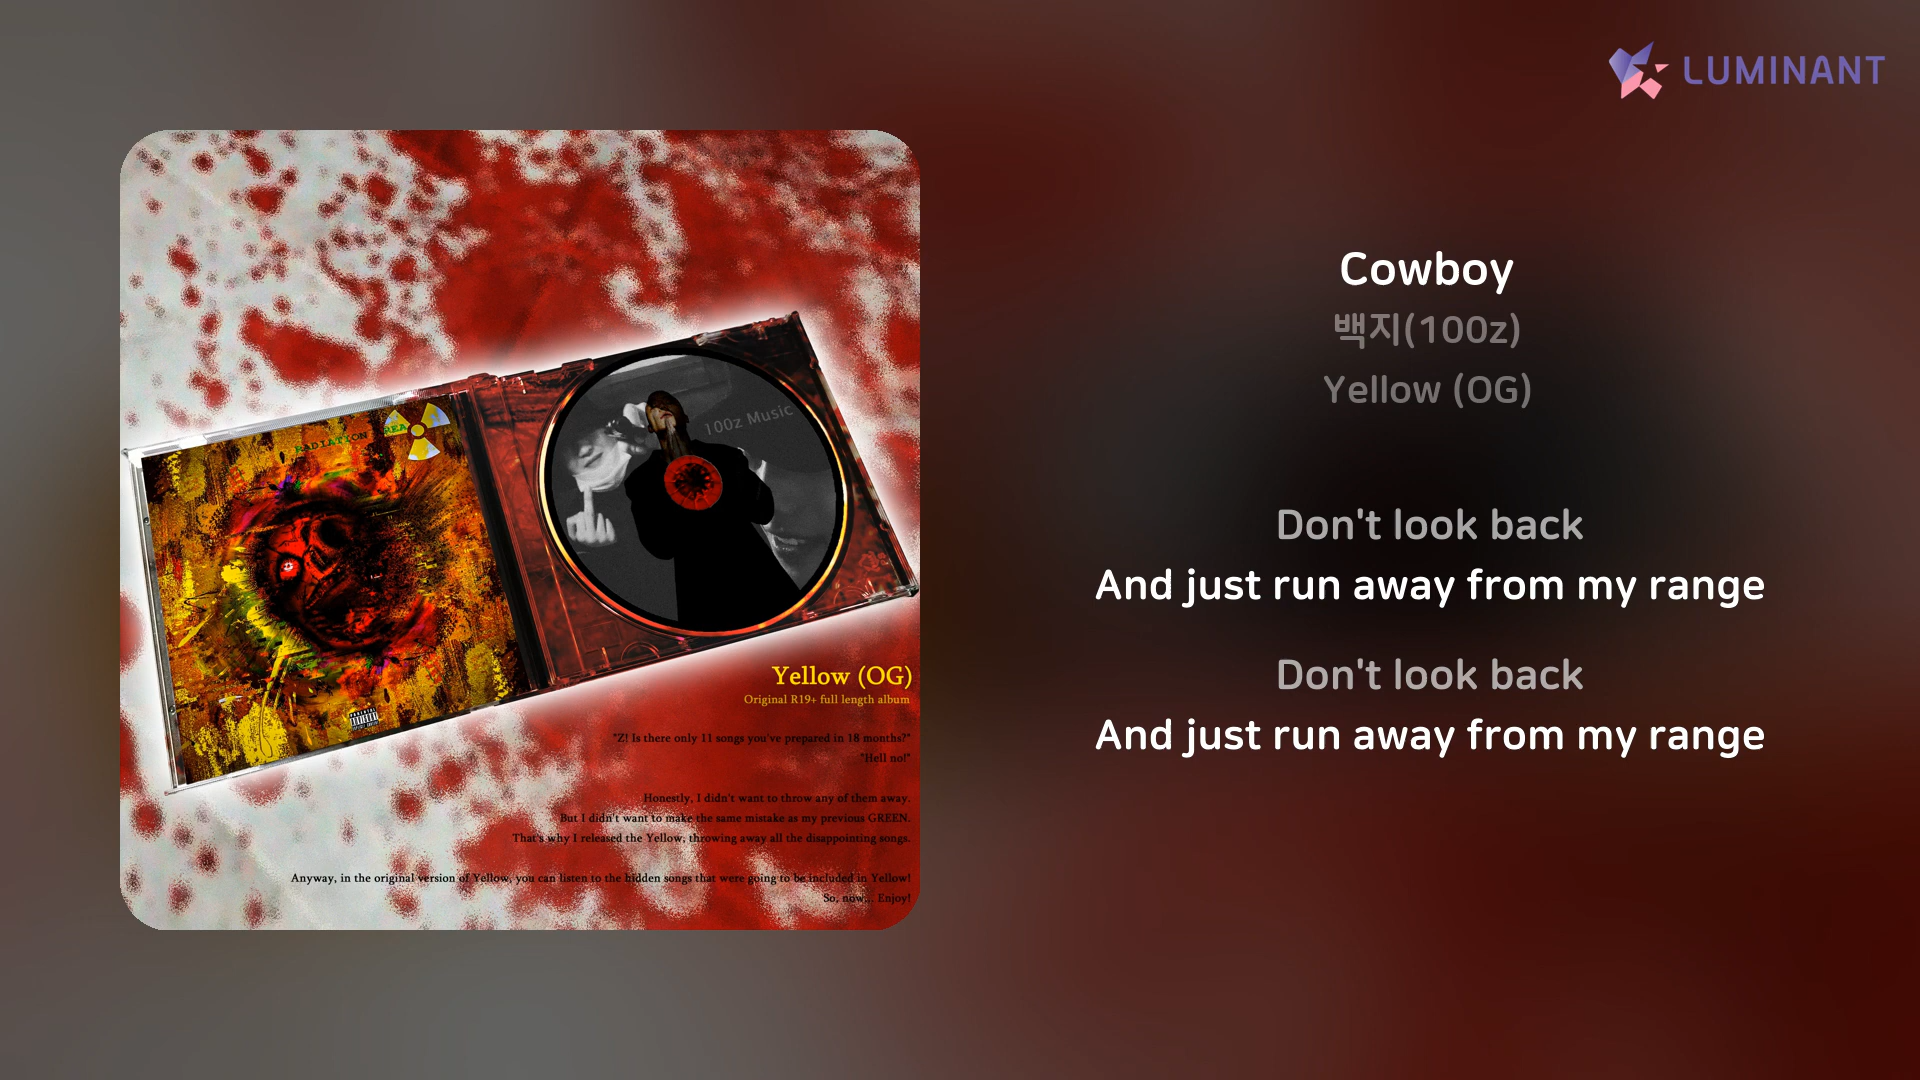 LUMINANT
Cowboy
백지(100z)
Yellow (OG)
Don't look back
And just run away from my range
Don't look back
And just run away from my range
RADIATION AREA
100z Music
Yellow (OG)
Original R19+ full length album
"Z! Is there only 11 songs you've prepared in 18 months?"
"Hell no!"
Honestly, I didn't want to throw any of them away.
But I didn't want to make the same mistake as my previous GREEN.
That's why I released the Yellow, throwing away all the disappointing songs.
Anyway, in the original version of Yellow, you can listen to the hidden songs that were going to be included in Yellow!
So, now... Enjoy!